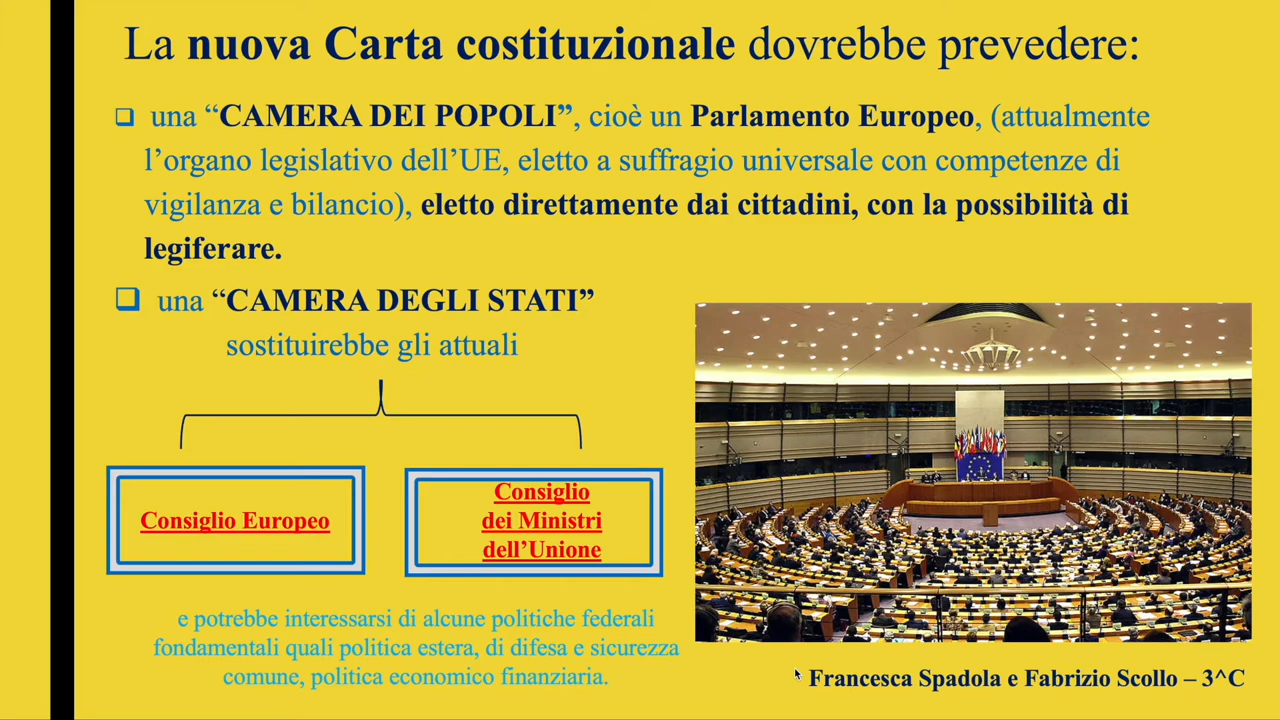 La nuova Carta costituzionale dovrebbe prevedere:
una “CAMERA DEI POPOLI”, cioè un Parlamento Europeo, (attualmente
l’organo legislativo dell’UE, eletto a suffragio universale con competenze di
vigilanza e bilancio), eletto direttamente dai cittadini, con la possibilità di
legiferare.
una “CAMERA DEGLI STATI”
sostituirebbe gli attuali
Consiglio Europeo
Consiglio
dei Ministri
dell’Unione
e potrebbe interessarsi di alcune politiche federali
fondamentali quali politica estera, di difesa e sicurezza
comune, politica economico finanziaria.
Francesca Spadola e Fabrizio Scollo – 3^C